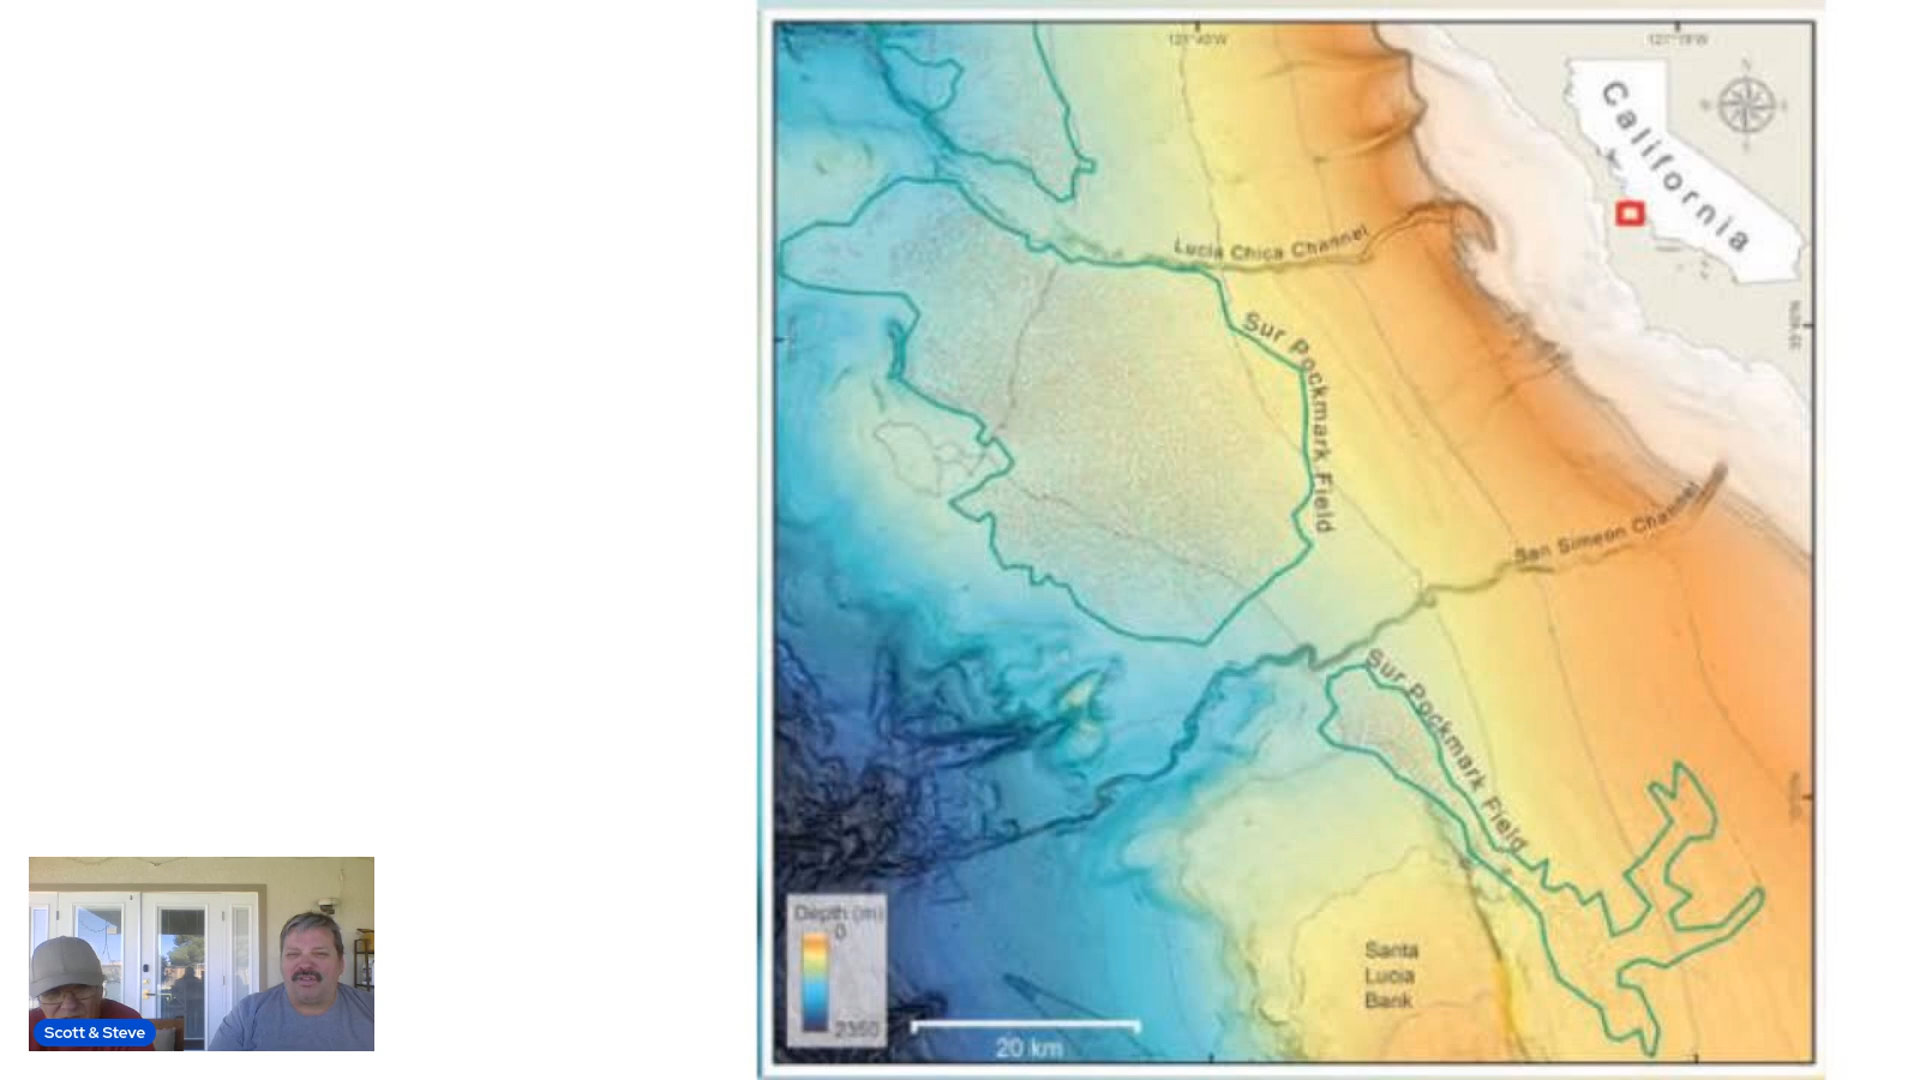 California
Lucia Chica Channel
Sur Pockmark Field
San Simeon Channel
Sur Pockmark Field
Santa
Lucia
Bank
Depth (m)
0
2350
20 km
Scott & Steve